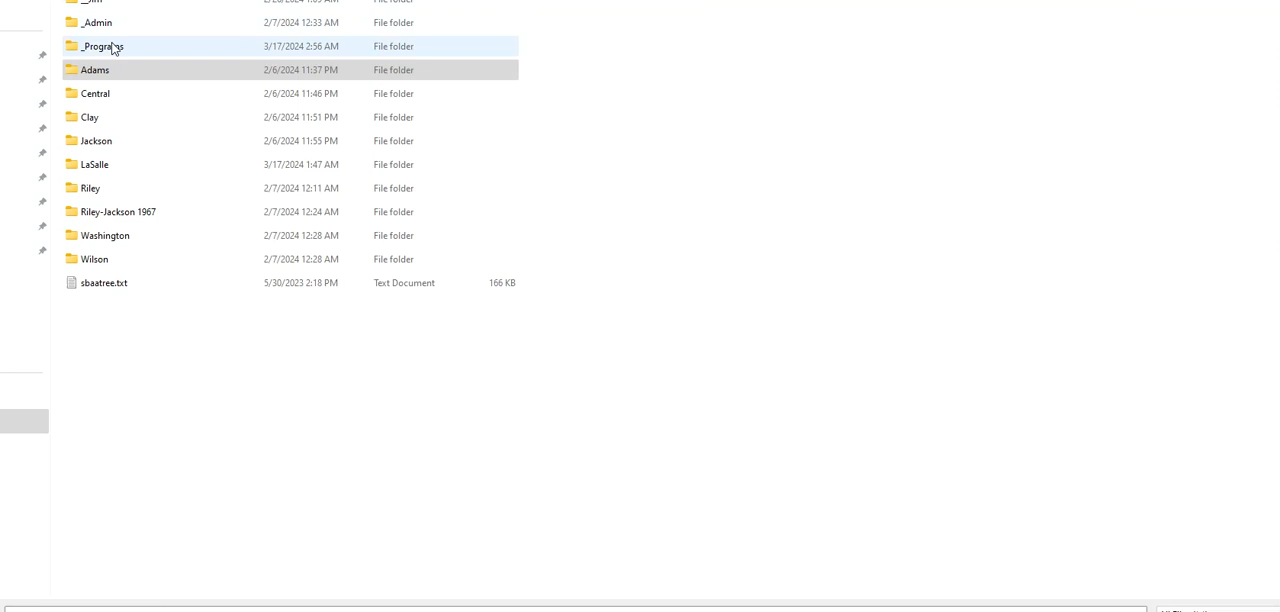 _Admin 2/7/2024 12:33 AM File folder
_Programs 3/17/2024 2:56 AM File folder
Adams 2/6/2024 11:37 PM File folder
Central 2/6/2024 11:46 PM File folder
Clay 2/6/2024 11:51 PM File folder
Jackson 2/6/2024 11:55 PM File folder
LaSalle 3/17/2024 1:47 AM File folder
Riley 2/7/2024 12:11 AM File folder
Riley-Jackson 1967 2/7/2024 12:24 AM File folder
Washington 2/7/2024 12:28 AM File folder
Wilson 2/7/2024 12:28 AM File folder
sbaatree.txt 5/30/2023 2:18 PM Text Document 166 KB